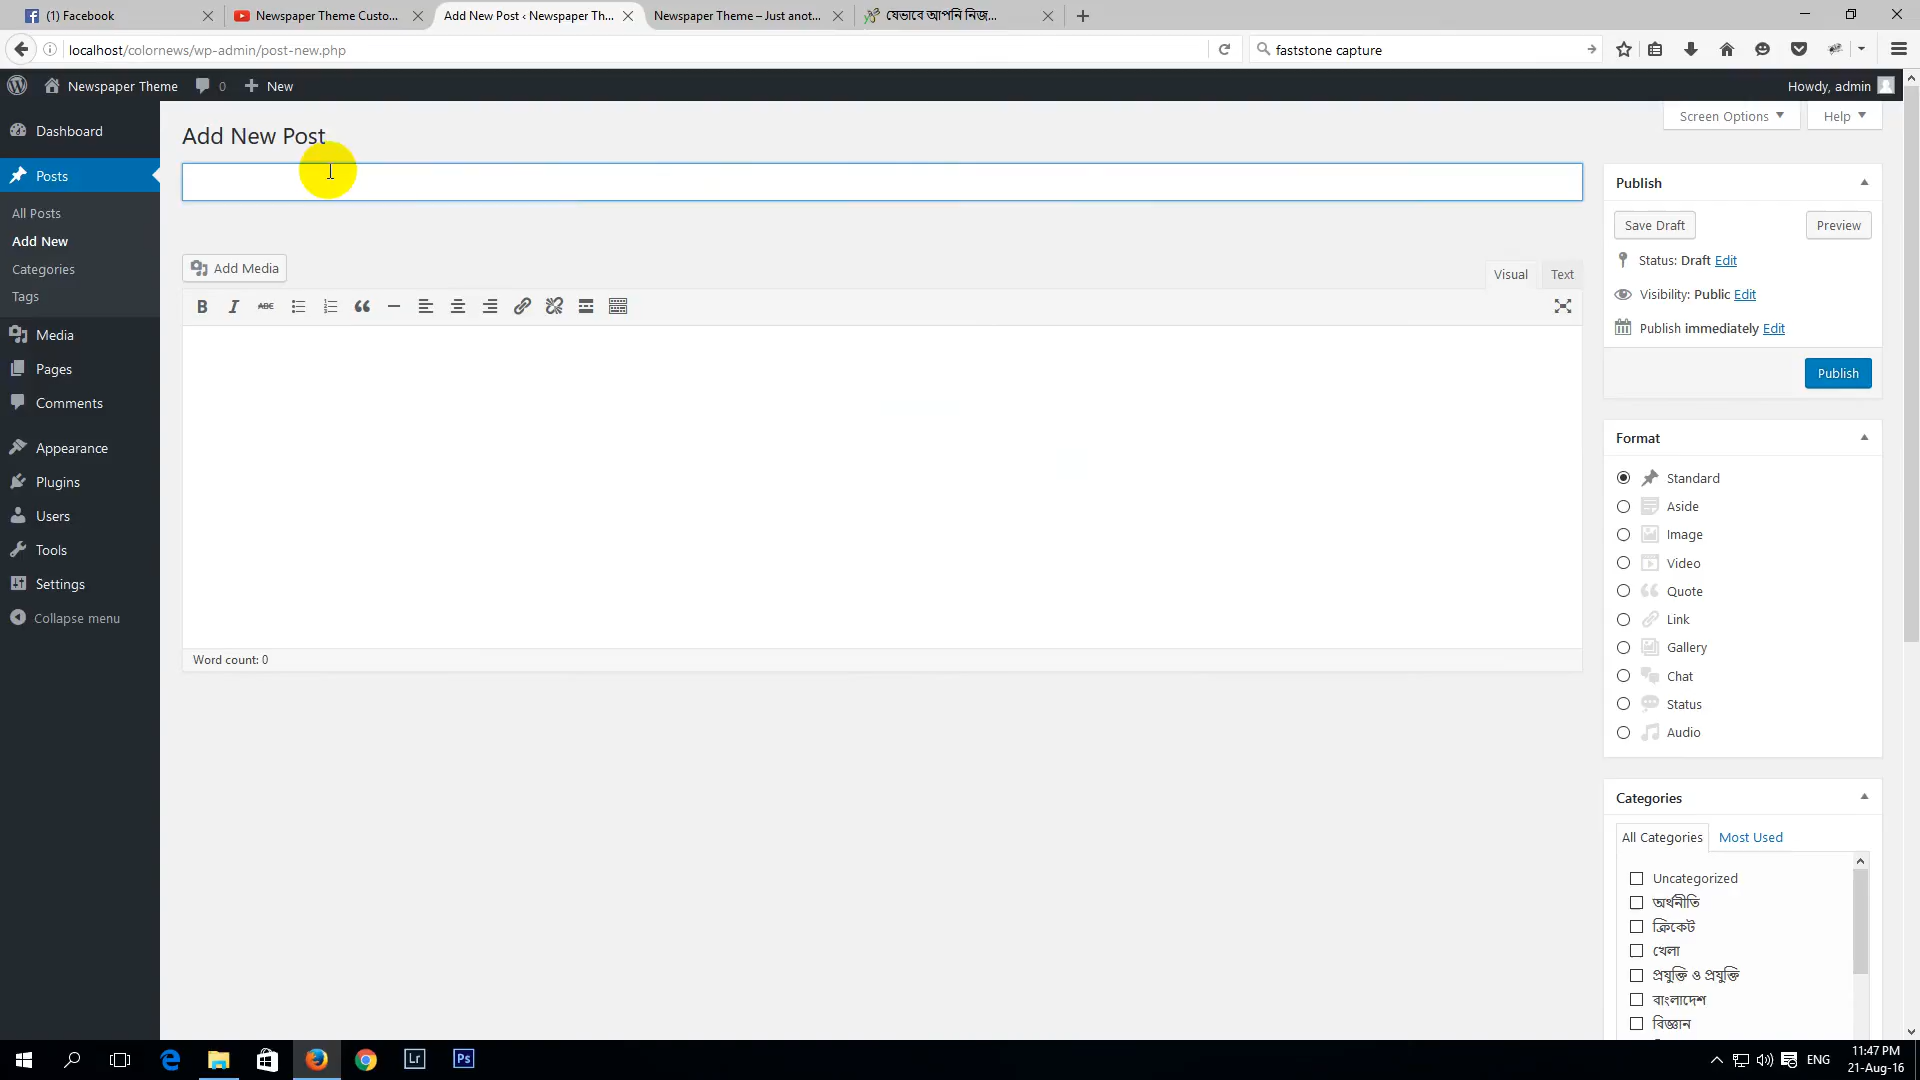 (1) Facebook
Newspaper Theme Custo...
Add New Post ‹ Newspaper Th...
Newspaper Theme – Just anot...
যেভাবে আপনি নিজ...
localhost/colornews/wp-admin/post-new.php
faststone capture
Newspaper Theme
0
New
Howdy, admin
Dashboard
Posts
All Posts
Add New
Categories
Tags
Media
Pages
Comments
Appearance
Plugins
Users
Tools
Settings
Collapse menu
Add New Post
Screen Options
Help
Add Media
Visual
Text
B I ABC
Word count: 0
Publish
Save Draft
Preview
Status: Draft Edit
Visibility: Public Edit
Publish immediately Edit
Publish
Format
Standard
Aside
Image
Video
Quote
Link
Gallery
Chat
Status
Audio
Categories
All Categories
Most Used
Uncategorized
অর্থনীতি
ক্রিকেট
খেলা
প্রযুক্তি ও প্রযুক্তি
বাংলাদেশ
বিজ্ঞান
Lr
Ps
ENG
11:47 PM
21-Aug-16